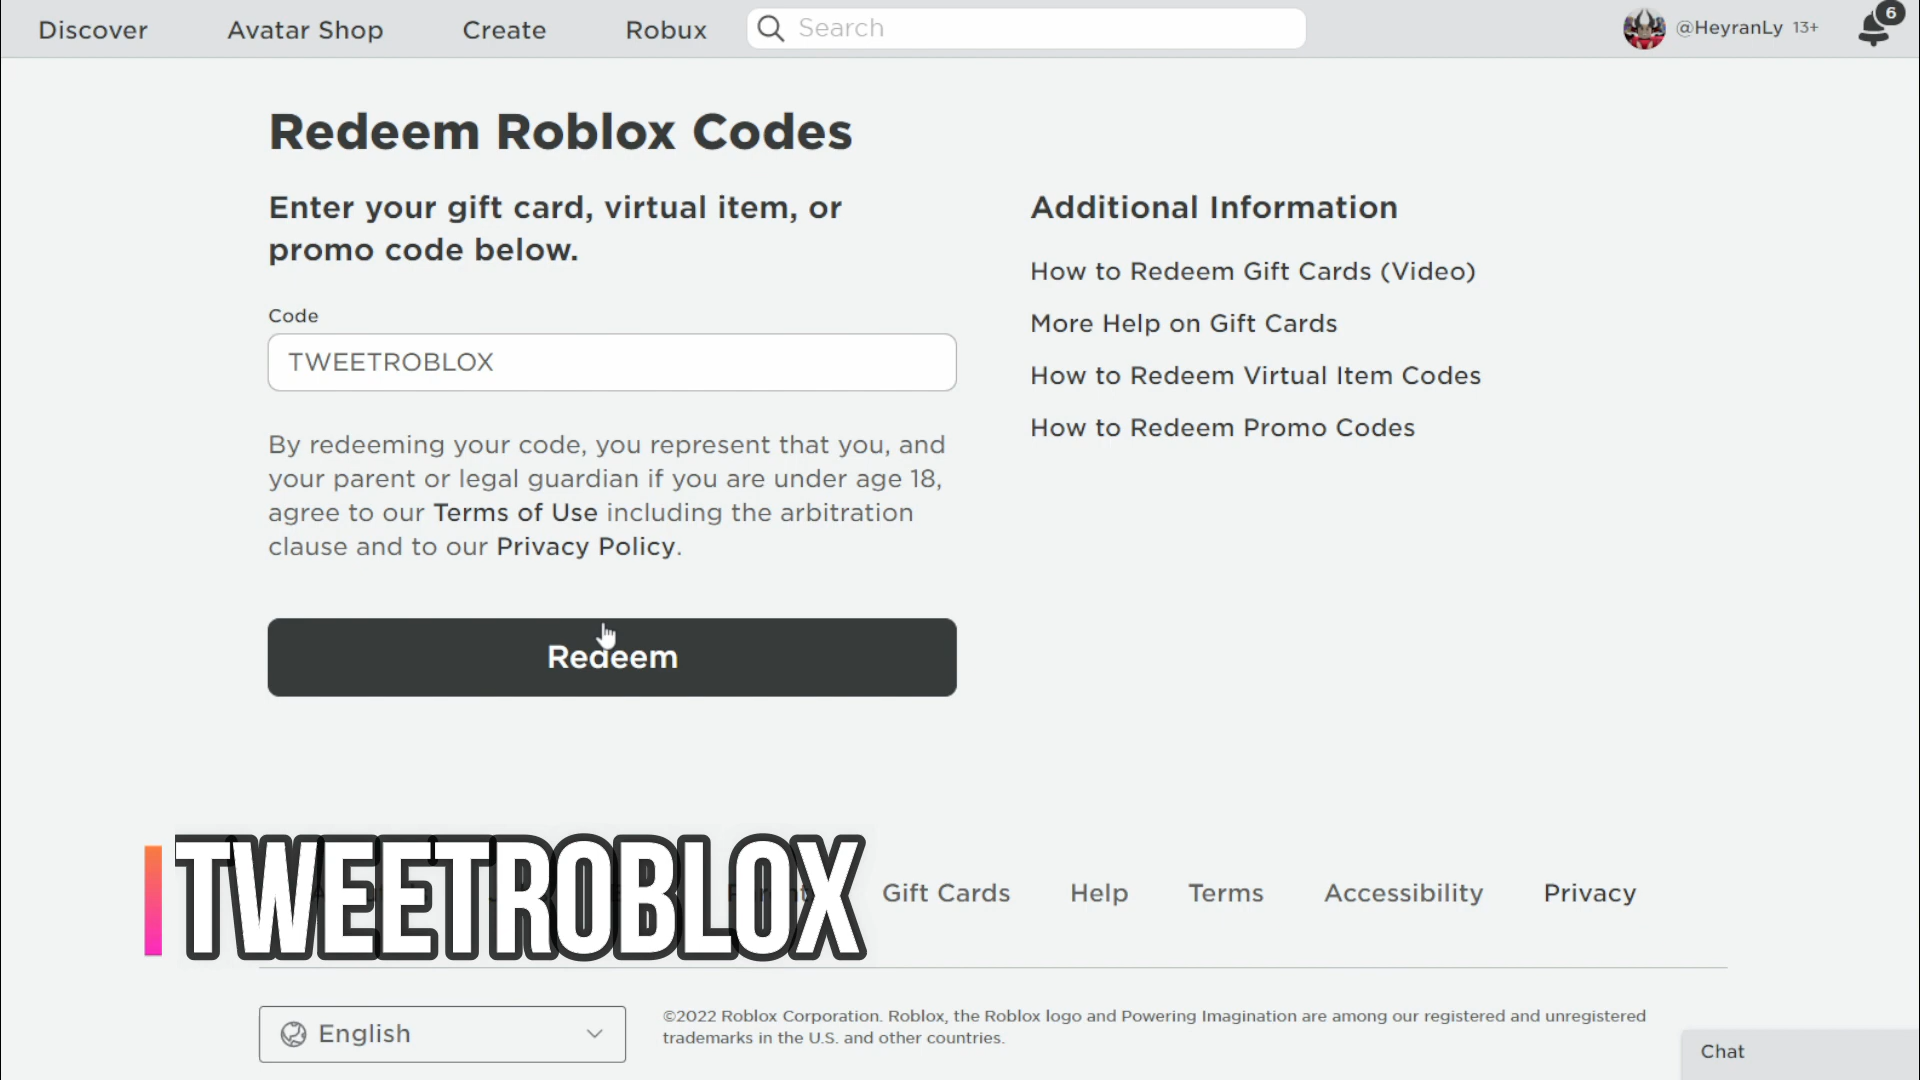 Discover
Avatar Shop
Create
Robux
Search
@HeyranLy 13+
6
Redeem Roblox Codes
Enter your gift card, virtual item, or
promo code below.
Code
TWEETROBLOX
By redeeming your code, you represent that you, and
your parent or legal guardian if you are under age 18,
agree to our Terms of Use including the arbitration
clause and to our Privacy Policy.
Redeem
Additional Information
How to Redeem Gift Cards (Video)
More Help on Gift Cards
How to Redeem Virtual Item Codes
How to Redeem Promo Codes
TWEETROBLOX
Gift Cards
Help
Terms
Accessibility
Privacy
English
©2022 Roblox Corporation. Roblox, the Roblox logo and Powering Imagination are among our registered and unregistered
trademarks in the U.S. and other countries.
Chat